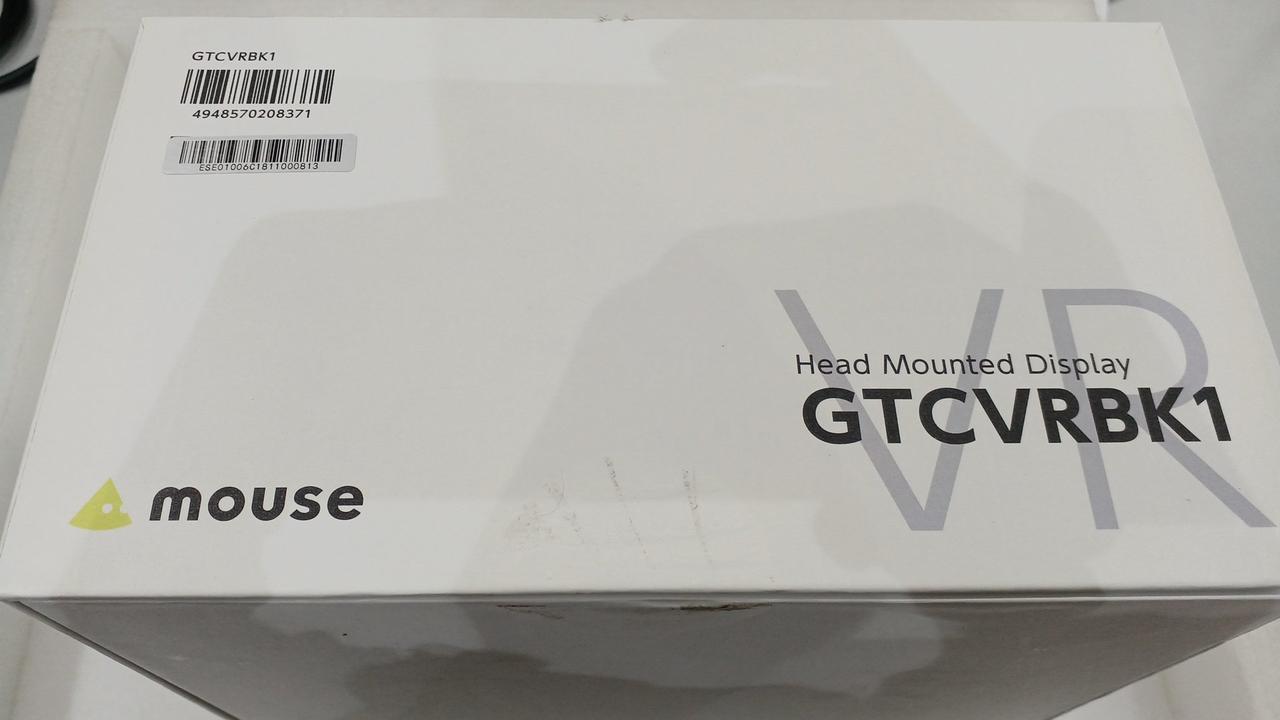 GTCVRBK1
4948570208371
ESE01006C1811000813
VR
Head Mounted Display
GTCVRBK1
mouse